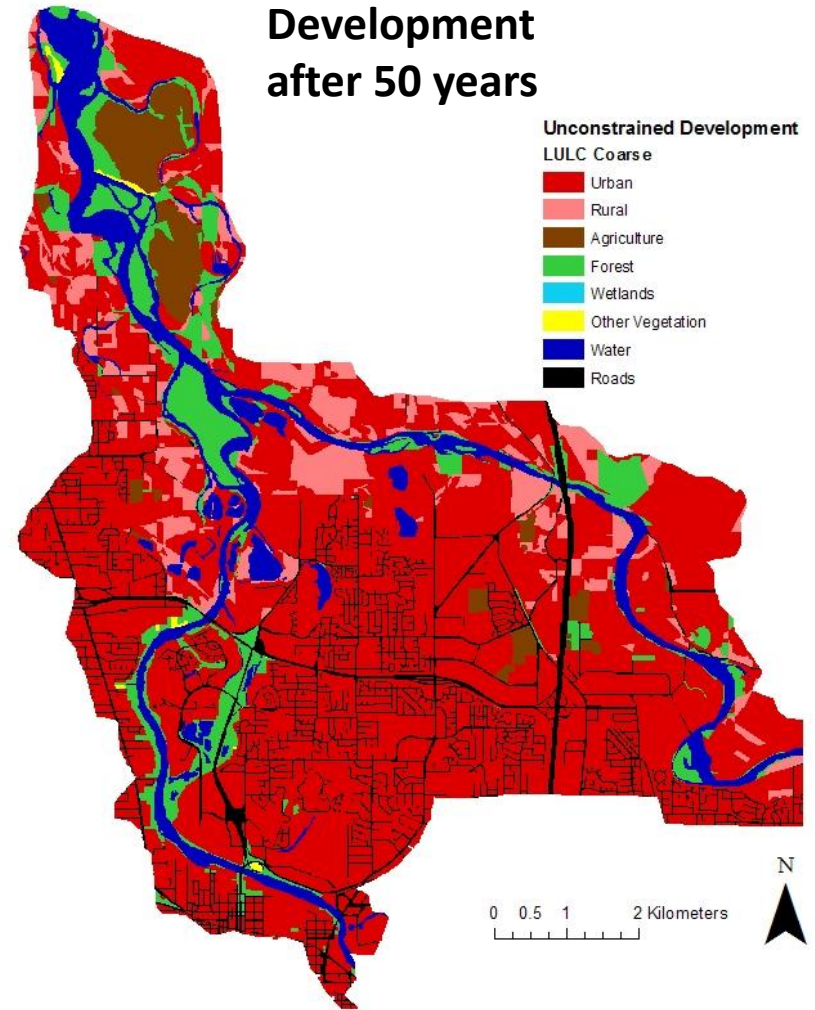 Development
after 50 years
Unconstrained Development
LULC Coarse
Urban
Rural
Agriculture
Forest
Wetlands
Other Vegetation
Water
Roads
N
0 0.5 1 2 Kilometers